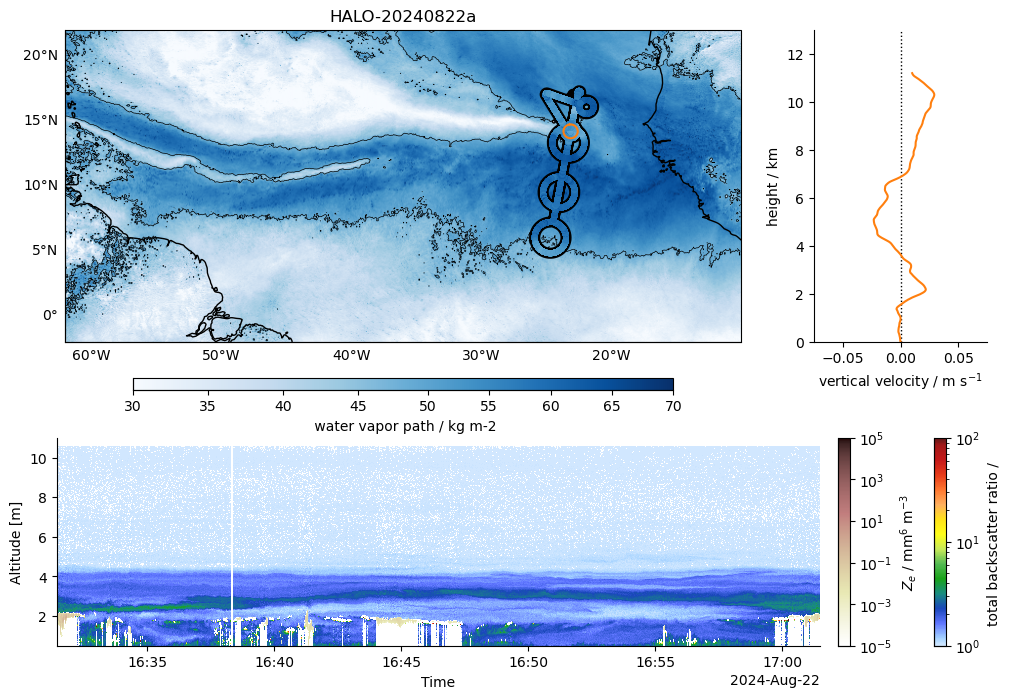 HALO-20240822a
20°N
15°N
10°N
5°N
0°
60°W 50°W 40°W 30°W 20°W
30 35 40 45 50 55 60 65 70
water vapor path / kg m-2
12
10
8
6
4
2
0
height / km
−0.05 0.00 0.05
vertical velocity / m s⁻¹
10
8
6
4
2
Altitude [m]
16:35 16:40 16:45 16:50 16:55 17:00
Time
2024-Aug-22
10⁵
10³
10¹
10⁻¹
10⁻³
10⁻⁵
Zₑ / mm⁶ m⁻³
10²
10¹
10⁰
total backscatter ratio /